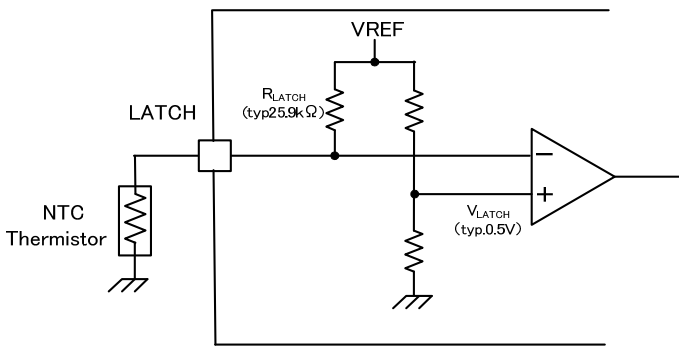 VREF
RLATCH
(typ25.9kΩ)
LATCH
NTC
Thermistor
VLATCH
(typ.0.5V)
−
+